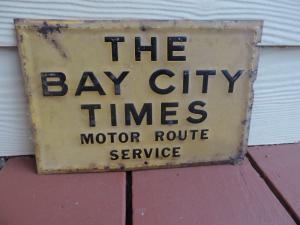 THE
BAY CITY
TIMES
MOTOR ROUTE
SERVICE